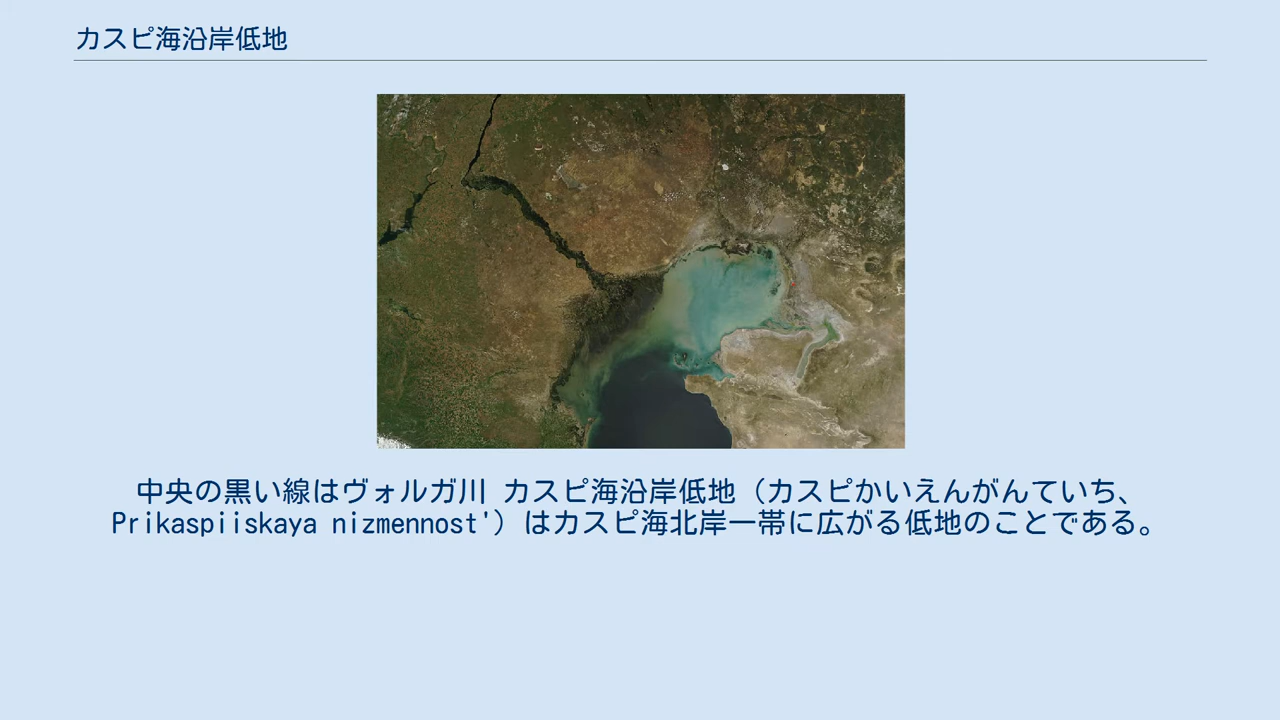 カスピ海沿岸低地
中央の黒い線はヴォルガ川 カスピ海沿岸低地（カスピかいえんがんていち、
Prikaspiiskaya nizmennost'）はカスピ海北岸一帯に広がる低地のことである。